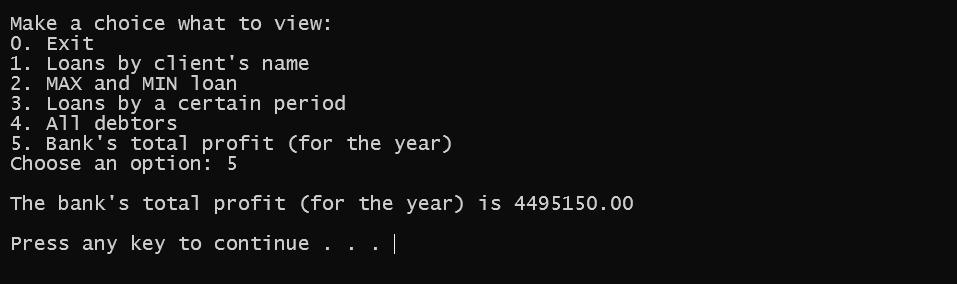 Make a choice what to view:
0. Exit
1. Loans by client's name
2. MAX and MIN loan
3. Loans by a certain period
4. All debtors
5. Bank's total profit (for the year)
Choose an option: 5
The bank's total profit (for the year) is 4495150.00
Press any key to continue . . .